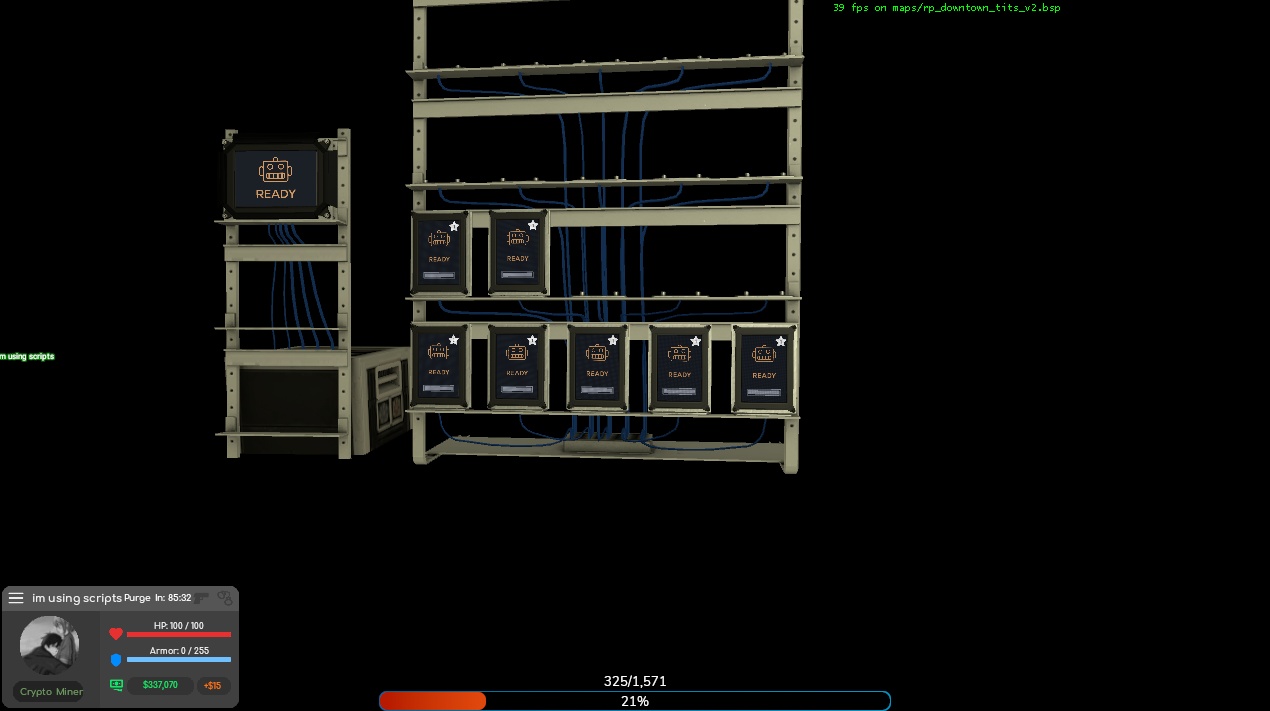 39 fps on maps/rp_downtown_tits_v2.bsp
READY
READY
READY
READY
READY
READY
READY
READY
m using scripts
im using scripts Purge In: 85:32
HP: 100 / 100
Armor: 0 / 255
$337,070 +$15
Crypto Miner
325/1,571
21%